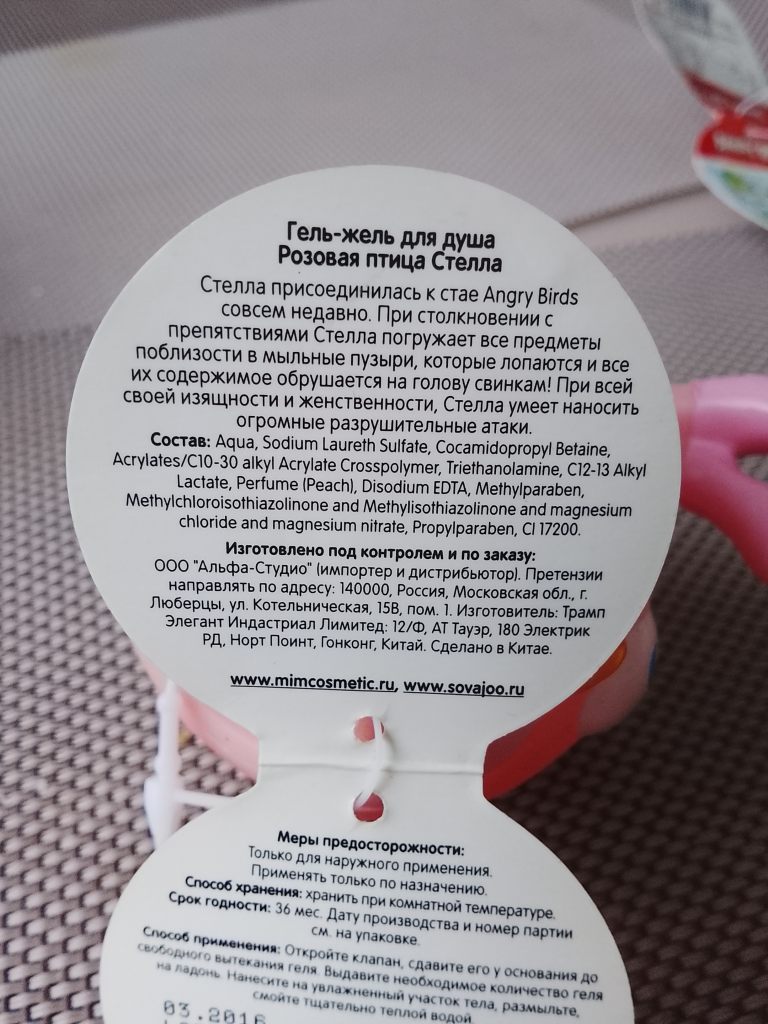 Гель-жель для душа
Розовая птица Стелла
Стелла присоединилась к стае Angry Birds
совсем недавно. При столкновении с
препятствиями Стелла погружает все предметы
поблизости в мыльные пузыри, которые лопаются и все
их содержимое обрушается на голову свинкам! При всей
своей изящности и женственности, Стелла умеет наносить
огромные разрушительные атаки.
Состав: Aqua, Sodium Laureth Sulfate, Cocamidopropyl Betaine,
Acrylates/C10-30 alkyl Acrylate Crosspolymer, Triethanolamine, C12-13 Alkyl
Lactate, Perfume (Peach), Disodium EDTA, Methylparaben,
Methylchloroisothiazolinone and Methylisothiazolinone and magnesium
chloride and magnesium nitrate, Propylparaben, CI 17200.
Изготовлено под контролем и по заказу:
ООО "Альфа-Студио" (импортер и дистрибьютор). Претензии
направлять по адресу: 140000, Россия, Московская обл., г.
Люберцы, ул. Котельническая, 15В, пом. 1. Изготовитель: Трамп
Элегант Индастриал Лимитед: 12/Ф, АТ Тауэр, 180 Электрик
РД, Норт Поинт, Гонконг, Китай. Сделано в Китае.
www.mimcosmetic.ru, www.sovajoo.ru
Меры предосторожности:
Только для наружного применения.
Применять только по назначению.
Способ хранения: хранить при комнатной температуре.
Срок годности: 36 мес. Дату производства и номер партии
см. на упаковке.
Способ применения: Откройте клапан, сдавите его у основания до
свободного вытекания геля. Выдавите необходимое количество геля
на ладонь. Нанесите на увлажненный участок тела, размыльте,
смойте тщательно теплой водой
03.2016